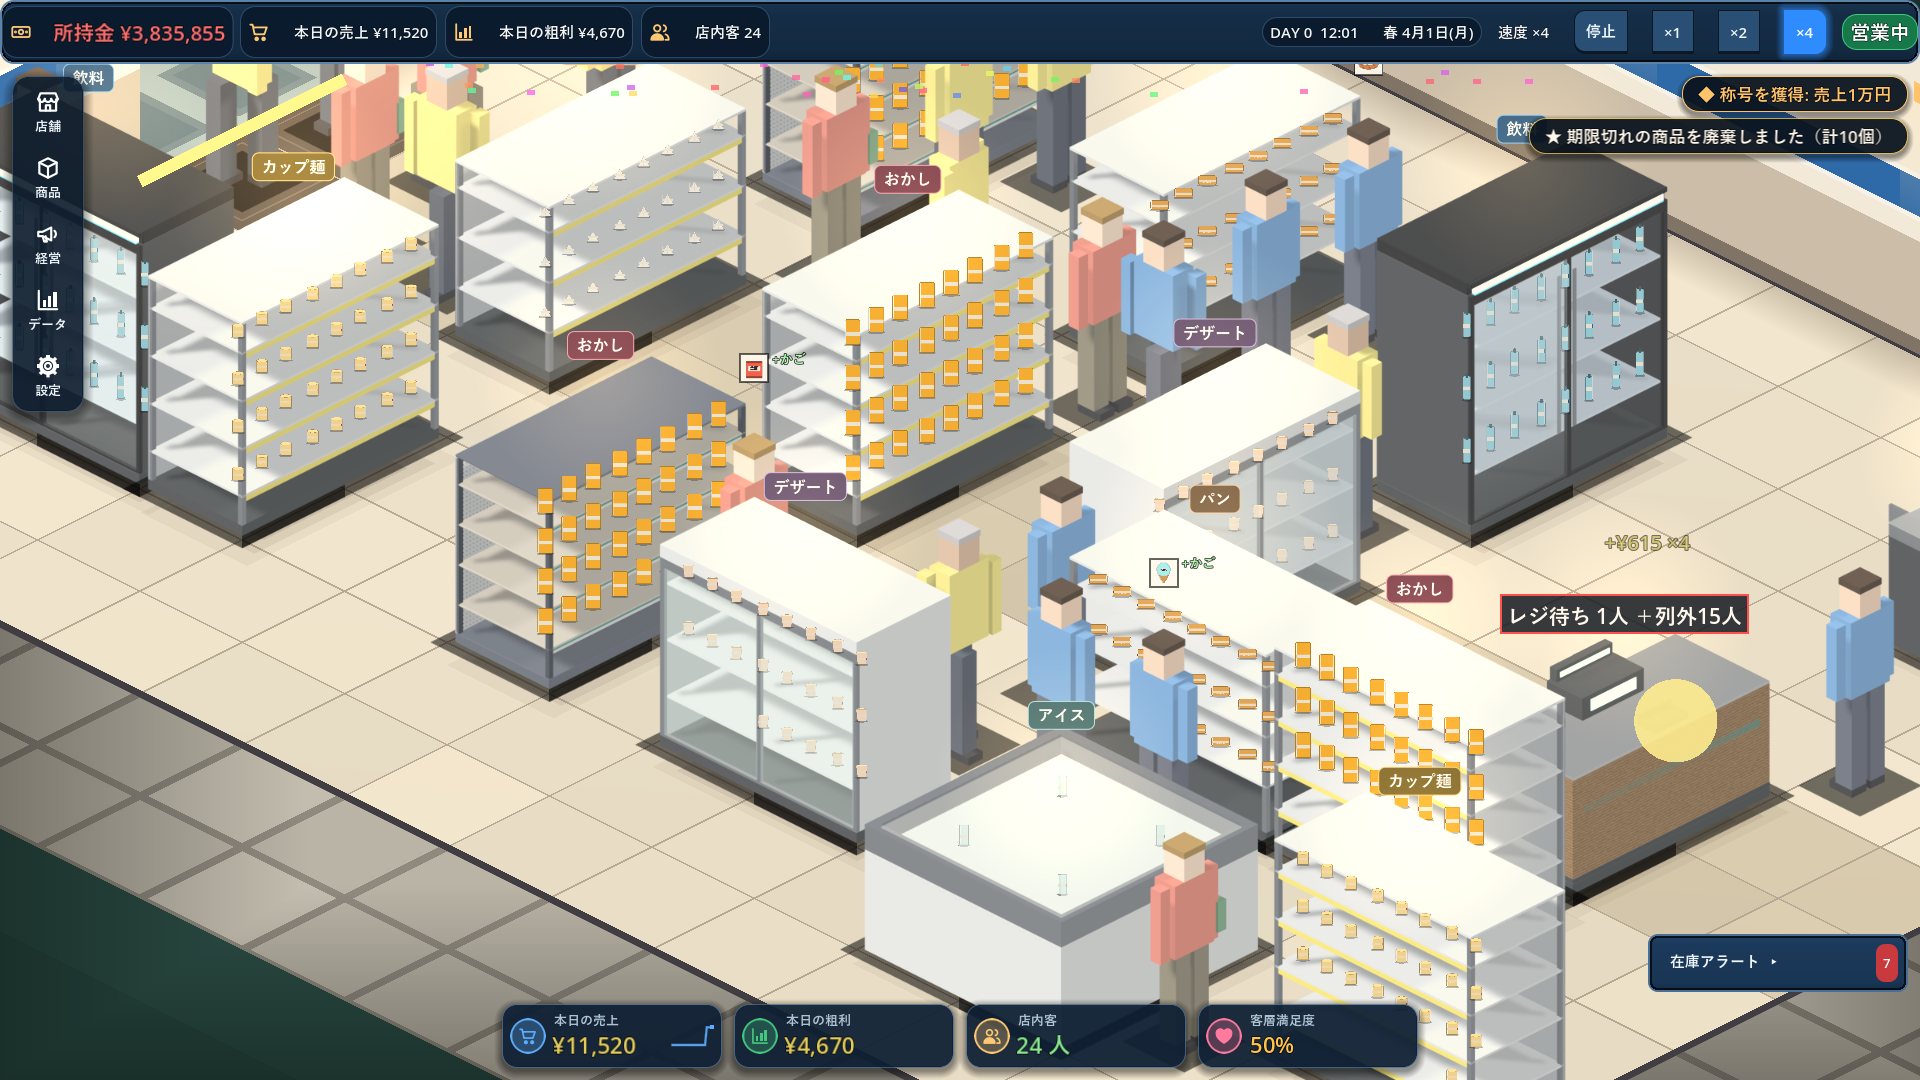 所持金 ¥3,835,855
本日の売上 ¥11,520
本日の粗利 ¥4,670
店内客 24
DAY 0 12:01 春 4月1日(月)
速度 ×4
停止
×1
×2
×4
営業中
◆ 称号を獲得: 売上1万円
★ 期限切れの商品を廃棄しました（計10個）
店舗
商品
経営
データ
設定
飲料
カップ麺
おかし
飲料
おかし
デザート
+かご
デザート
パン
+¥615 ×4
+かご
おかし
レジ待ち 1人 ＋列外15人
アイス
カップ麺
在庫アラート ▸
7
本日の売上
¥11,520
本日の粗利
¥4,670
店内客
24 人
客層満足度
50%